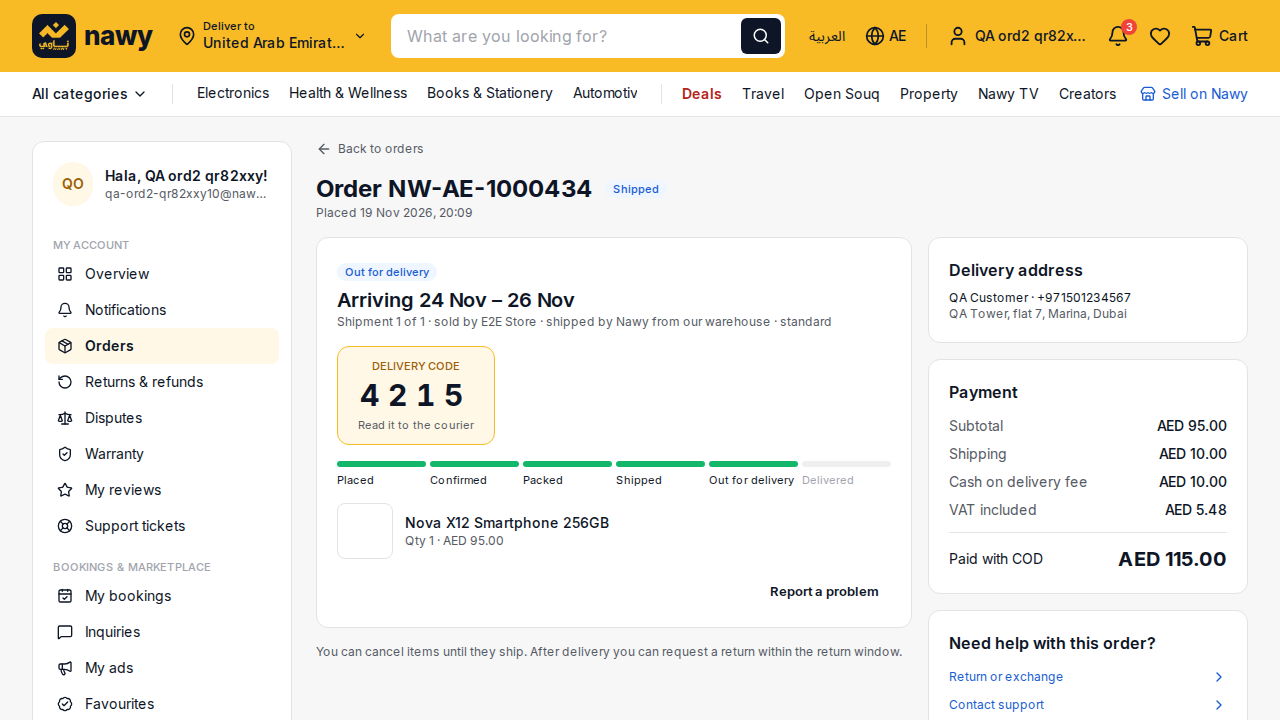 نـــاوي
NAWY
nawy
Deliver to
United Arab Emirat...
What are you looking for?
العربية
AE
QA ord2 qr82x...
3
Cart
All categories
Electronics
Health & Wellness
Books & Stationery
Automotiv
Deals
Travel
Open Souq
Property
Nawy TV
Creators
Sell on Nawy
QO
Hala, QA ord2 qr82xxy!
qa-ord2-qr82xxy10@naw...
MY ACCOUNT
Overview
Notifications
Orders
Returns & refunds
Disputes
Warranty
My reviews
Support tickets
BOOKINGS & MARKETPLACE
My bookings
Inquiries
My ads
Favourites
Back to orders
Order NW-AE-1000434
Shipped
Placed 19 Nov 2026, 20:09
Out for delivery
Arriving 24 Nov – 26 Nov
Shipment 1 of 1 · sold by E2E Store · shipped by Nawy from our warehouse · standard
DELIVERY CODE
4215
Read it to the courier
Placed
Confirmed
Packed
Shipped
Out for delivery
Delivered
Nova X12 Smartphone 256GB
Qty 1 · AED 95.00
Report a problem
You can cancel items until they ship. After delivery you can request a return within the return window.
Delivery address
QA Customer · +971501234567
QA Tower, flat 7, Marina, Dubai
Payment
Subtotal AED 95.00
Shipping AED 10.00
Cash on delivery fee AED 10.00
VAT included AED 5.48
Paid with COD AED 115.00
Need help with this order?
Return or exchange
Contact support